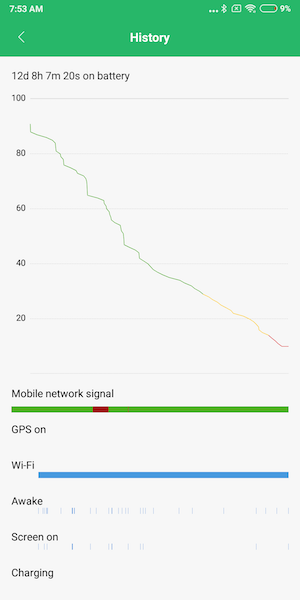 7:53 AM ... 9%
History
12d 8h 7m 20s on battery
100
80
60
40
20
Mobile network signal
GPS on
Wi-Fi
Awake
Screen on
Charging